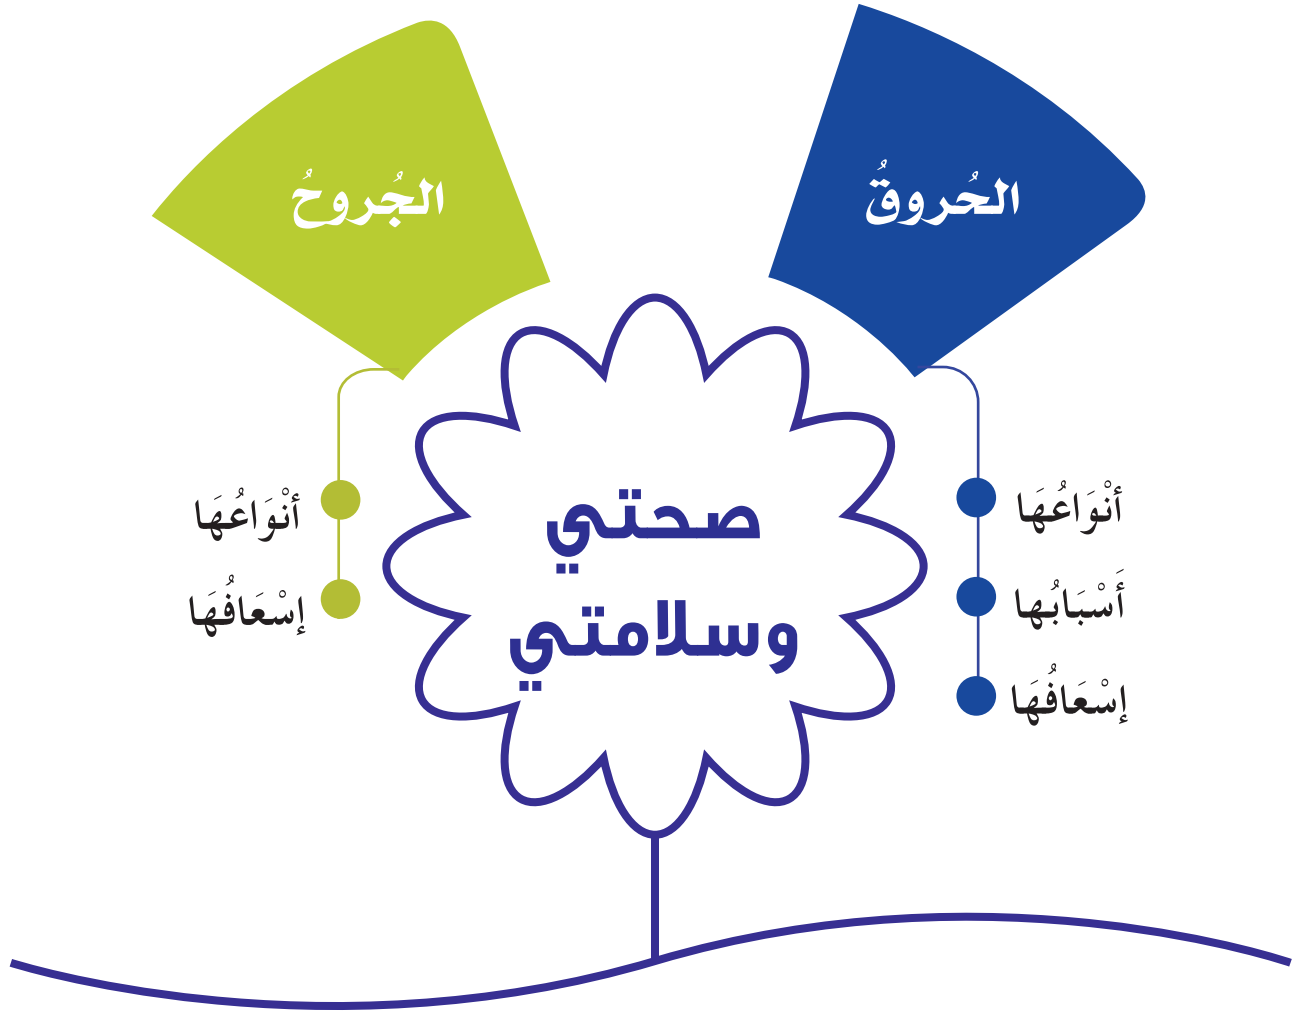 الحُروقُ
الجُروحُ
صحتي
وسلامتي
أنْوَاعُهَا
أَسْبَابُها
إسْعَافُهَا
أنْوَاعُهَا
إسْعَافُهَا